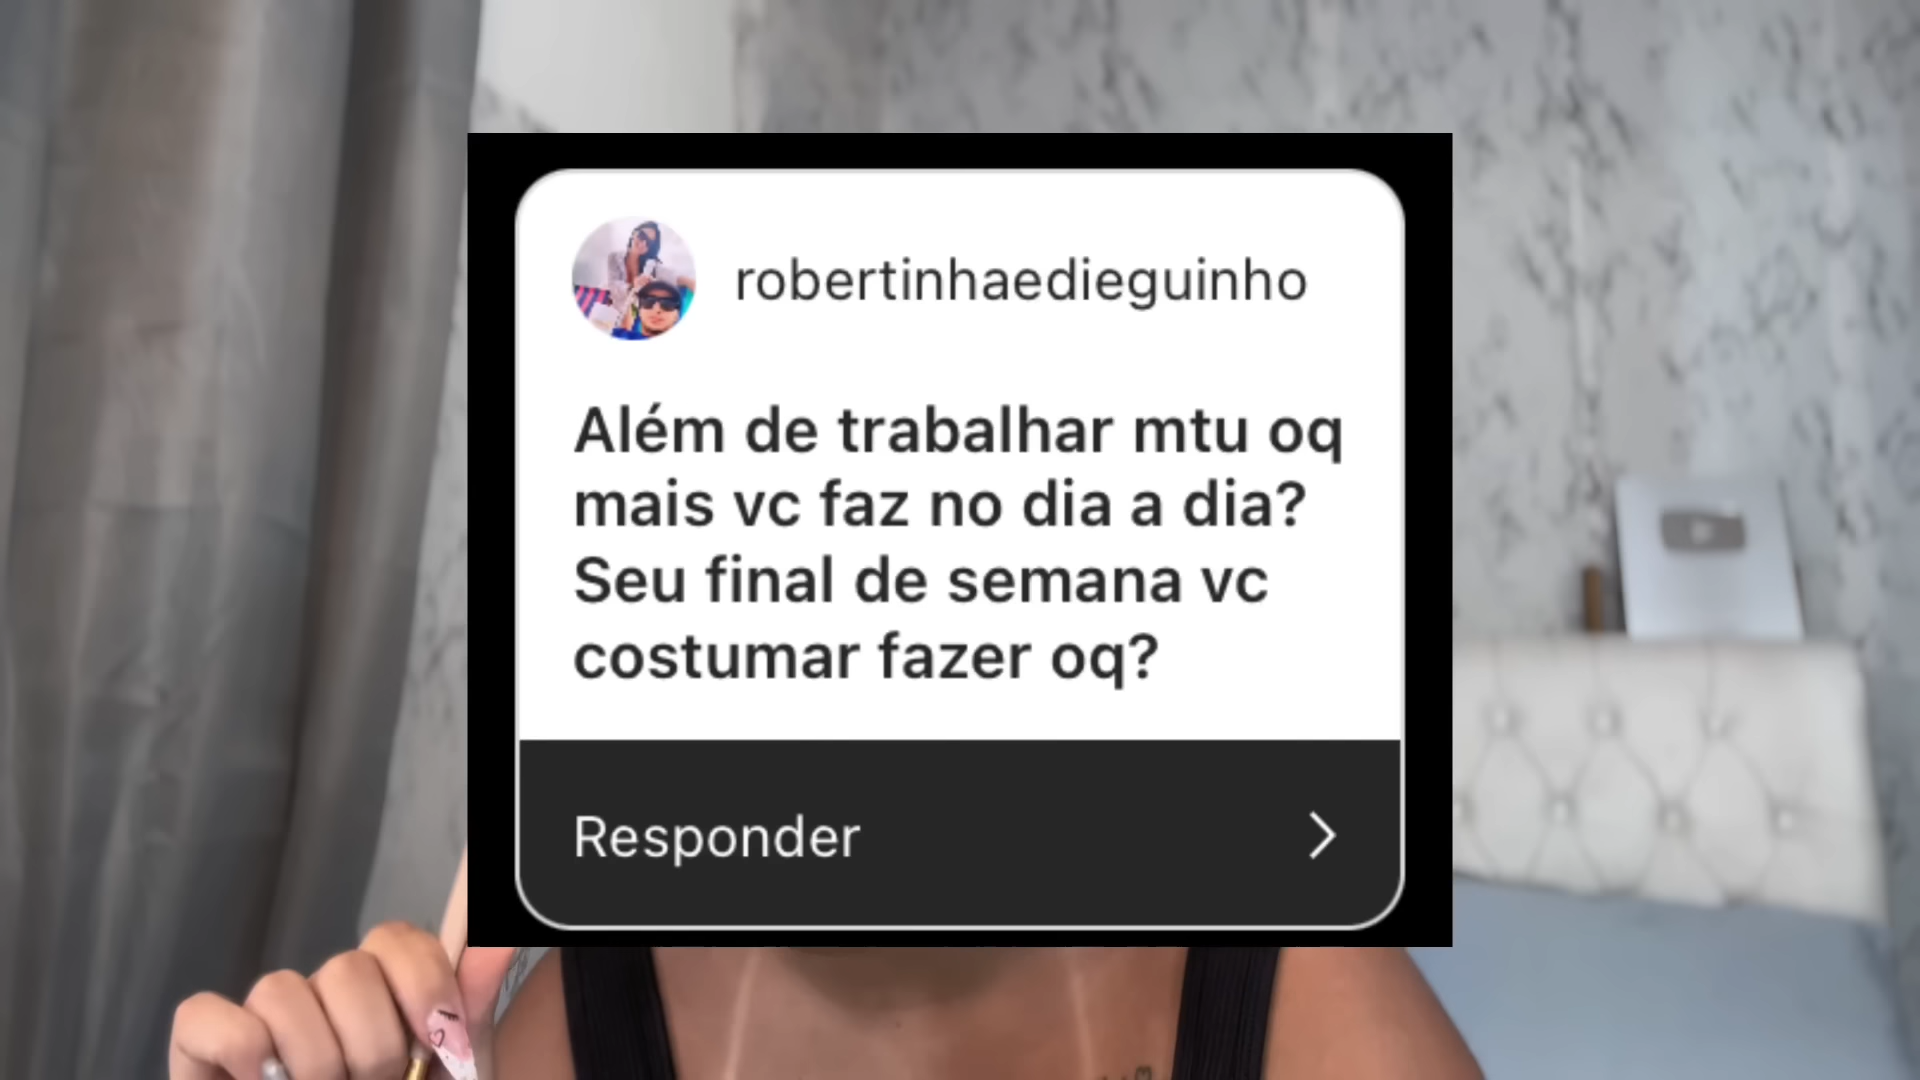 robertinhaedieguinho
Além de trabalhar mtu oq
mais vc faz no dia a dia?
Seu final de semana vc
costumar fazer oq?
Responder